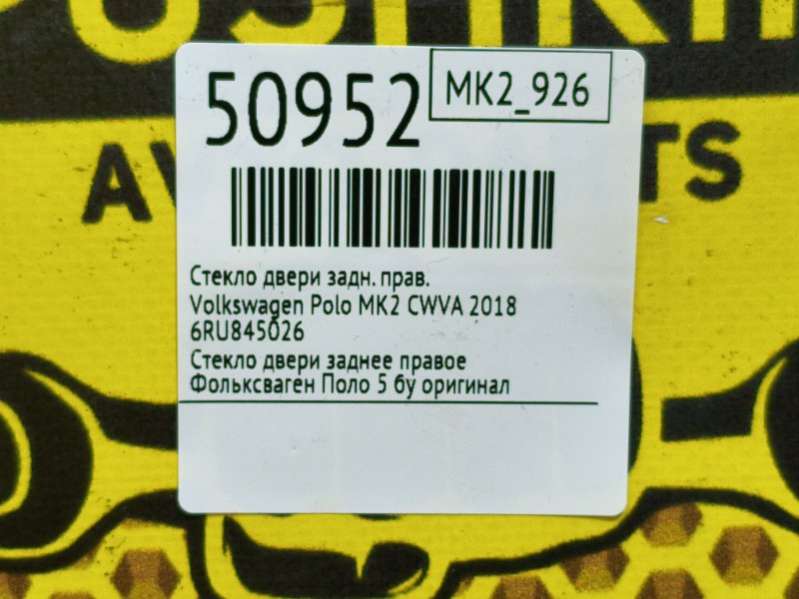 50952
MK2_926
Стекло двери задн. прав.
Volkswagen Polo MK2 CWVA 2018
6RU845026
Стекло двери заднее правое
Фольксваген Поло 5 бу оригинал